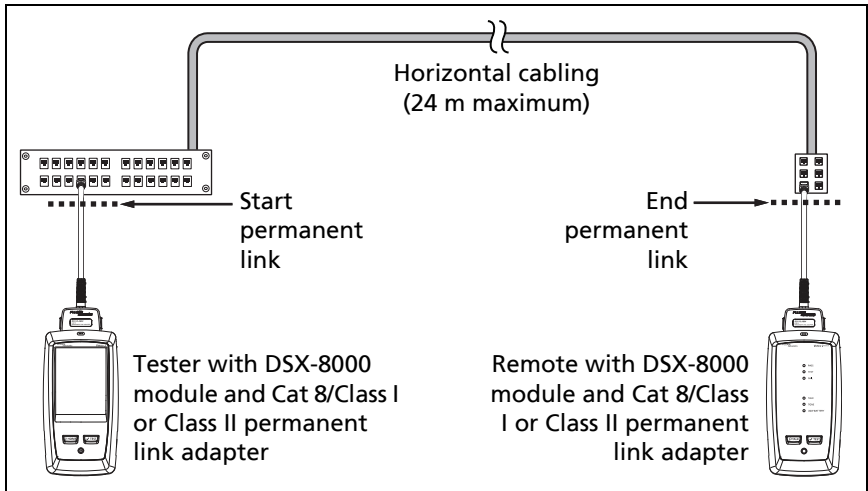 Horizontal cabling
(24 m maximum)
Start
permanent
link
End
permanent
link
Tester with DSX-8000
module and Cat 8/Class I
or Class II permanent
link adapter
Remote with DSX-8000
module and Cat 8/Class
I or Class II permanent
link adapter